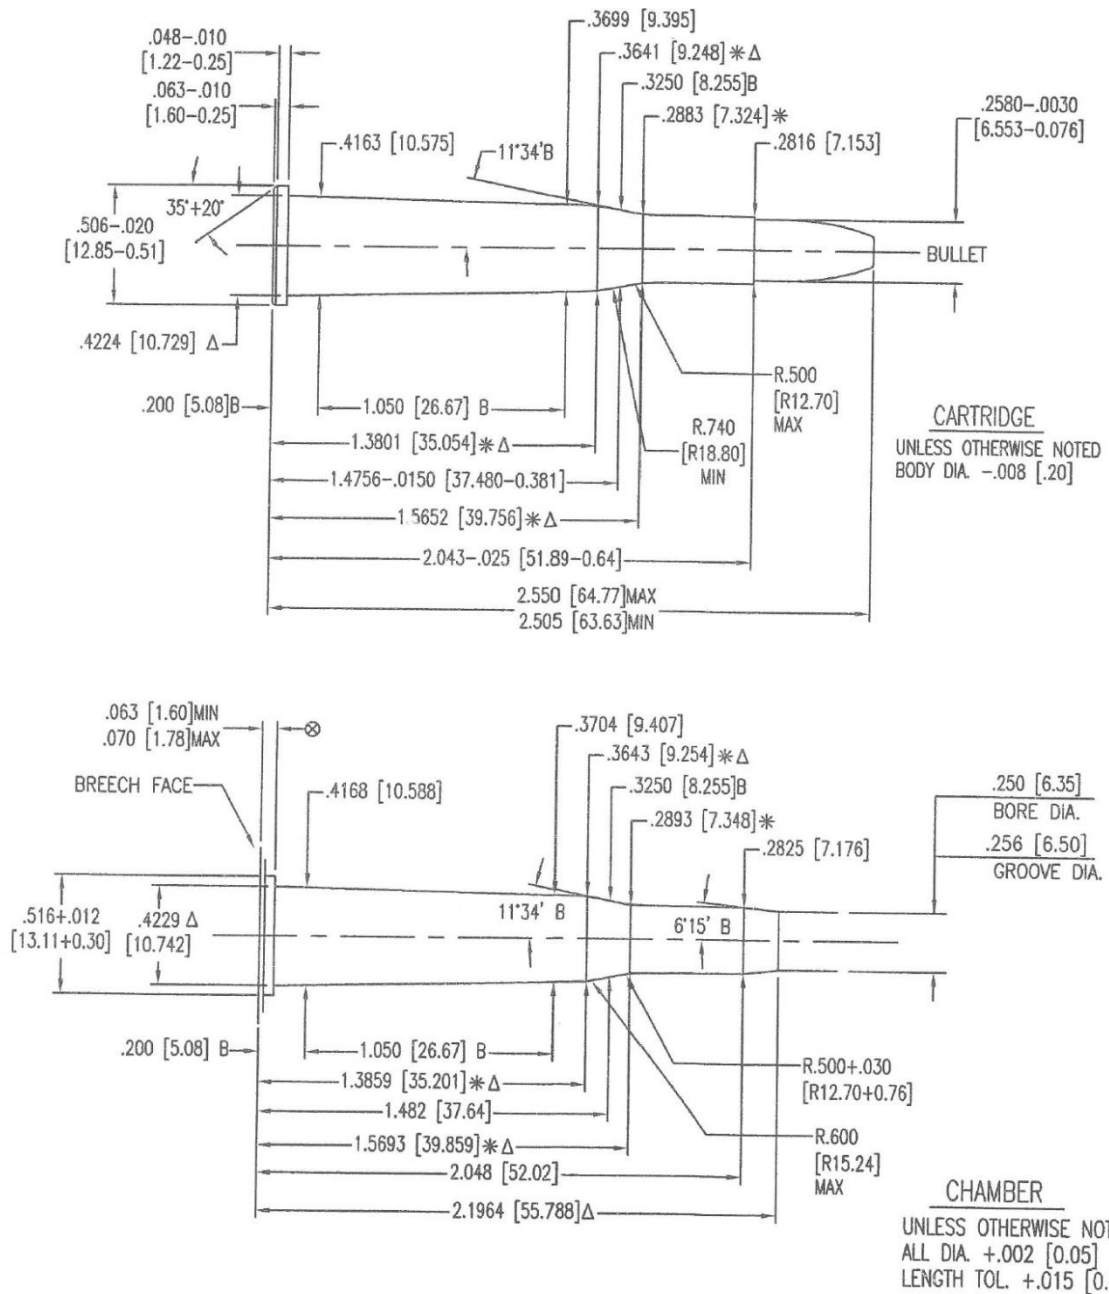 .048-.010
[1.22-0.25]
.063-.010
[1.60-0.25]
.3699 [9.395]
.3641 [9.248]*Δ
.3250 [8.255]B
.2883 [7.324]*
.2816 [7.153]
.2580-.0030
[6.553-0.076]
.4163 [10.575]
11°34'B
35°+20°
.506-.020
[12.85-0.51]
BULLET
.4224 [10.729] Δ
.200 [5.08]B
1.050 [26.67] B
1.3801 [35.054]*Δ
1.4756-.0150 [37.480-0.381]
1.5652 [39.756]*Δ
2.043-.025 [51.89-0.64]
2.550 [64.77]MAX
2.505 [63.63]MIN
R.500
[R12.70]
MAX
R.740
[R18.80]
MIN
CARTRIDGE
UNLESS OTHERWISE NOTED
BODY DIA. -.008 [.20]
.063 [1.60]MIN
.070 [1.78]MAX
⊗
BREECH FACE
.4168 [10.588]
.3704 [9.407]
.3643 [9.254]*Δ
.3250 [8.255]B
.2893 [7.348]*
.2825 [7.176]
.250 [6.35]
BORE DIA.
.256 [6.50]
GROOVE DIA.
.516+.012
[13.11+0.30]
.4229 Δ
[10.742]
11°34' B
6°15' B
.200 [5.08] B
1.050 [26.67] B
1.3859 [35.201]*Δ
1.482 [37.64]
1.5693 [39.859]*Δ
2.048 [52.02]
2.1964 [55.788]Δ
R.500+.030
[R12.70+0.76]
R.600
[R15.24]
MAX
CHAMBER
UNLESS OTHERWISE NOT
ALL DIA. +.002 [0.05]
LENGTH TOL. +.015 [0.